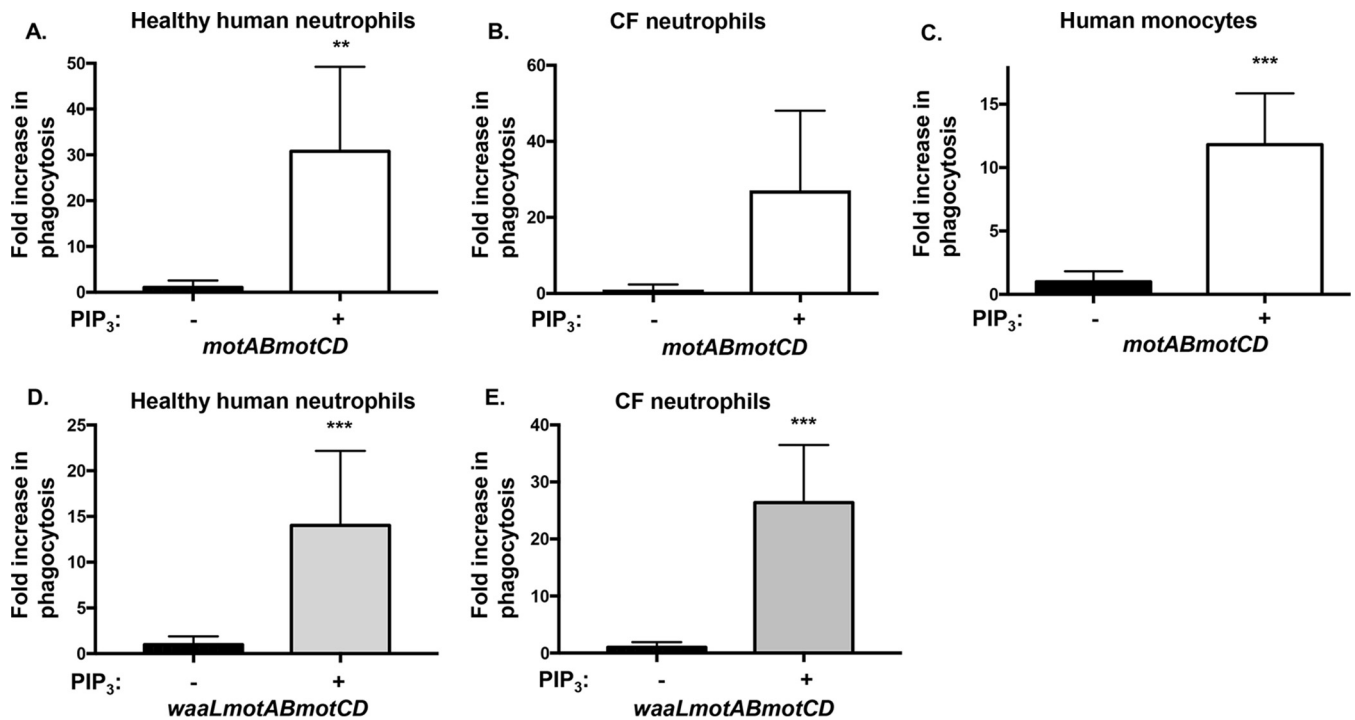 A.
Healthy human neutrophils
**
Fold increase in
phagocytosis
50
40
30
20
10
0
PIP3:
-
+
motABmotCD
B.
CF neutrophils
Fold increase in
phagocytosis
60
40
20
0
PIP3:
-
+
motABmotCD
C.
Human monocytes
***
Fold increase in
phagocytosis
15
10
5
0
PIP3:
-
+
motABmotCD
D.
Healthy human neutrophils
***
Fold increase in
phagocytosis
25
20
15
10
5
0
PIP3:
-
+
waaLmotABmotCD
E.
CF neutrophils
***
Fold increase in
phagocytosis
40
30
20
10
0
PIP3:
-
+
waaLmotABmotCD